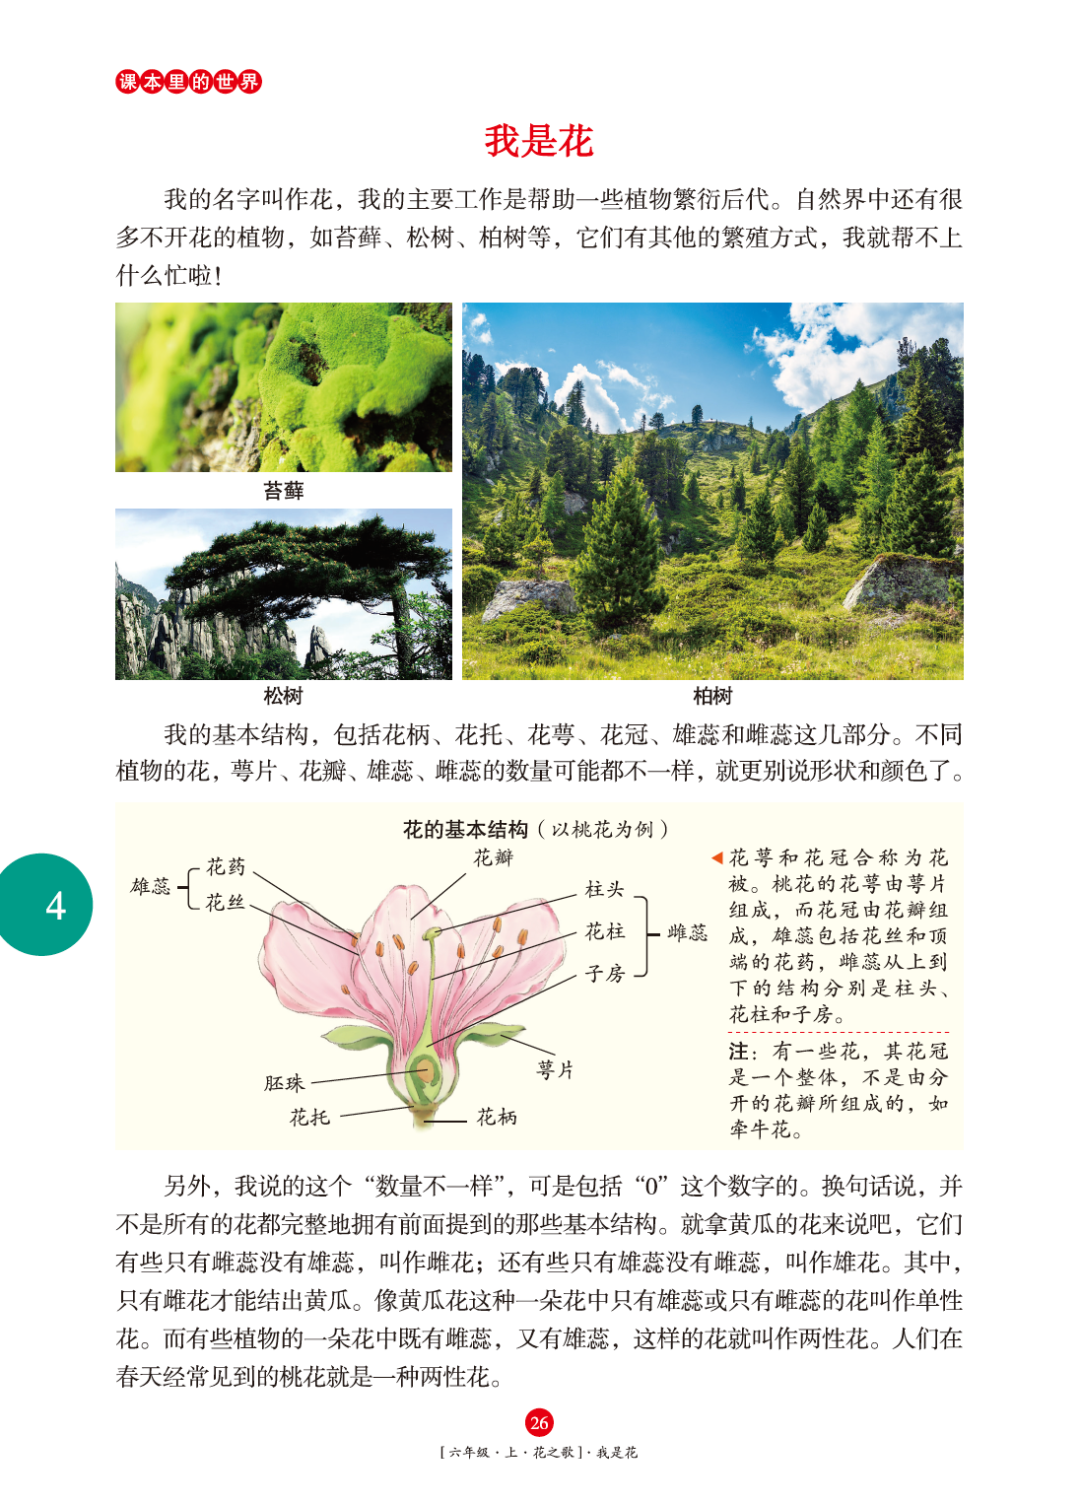 课本里的世界
我是花
我的名字叫作花，我的主要工作是帮助一些植物繁衍后代。自然界中还有很
多不开花的植物，如苔藓、松树、柏树等，它们有其他的繁殖方式，我就帮不上
什么忙啦！
苔藓
松树
柏树
我的基本结构，包括花柄、花托、花萼、花冠、雄蕊和雌蕊这几部分。不同
植物的花，萼片、花瓣、雄蕊、雌蕊的数量可能都不一样，就更别说形状和颜色了。
花的基本结构（以桃花为例）
雄蕊
花药
花丝
花瓣
柱头
花柱
子房
雌蕊
胚珠
花托
萼片
花柄
花萼和花冠合称为花
被。桃花的花萼由萼片
组成，而花冠由花瓣组
成，雄蕊包括花丝和顶
端的花药，雌蕊从上到
下的结构分别是柱头、
花柱和子房。
注：有一些花，其花冠
是一个整体，不是由分
开的花瓣所组成的，如
牵牛花。
4
另外，我说的这个“数量不一样”，可是包括“0”这个数字的。换句话说，并
不是所有的花都完整地拥有前面提到的那些基本结构。就拿黄瓜的花来说吧，它们
有些只有雌蕊没有雄蕊，叫作雌花；还有些只有雄蕊没有雌蕊，叫作雄花。其中，
只有雌花才能结出黄瓜。像黄瓜花这种一朵花中只有雄蕊或只有雌蕊的花叫作单性
花。而有些植物的一朵花中既有雌蕊，又有雄蕊，这样的花就叫作两性花。人们在
春天经常见到的桃花就是一种两性花。
26
[六年级·上·花之歌]·我是花